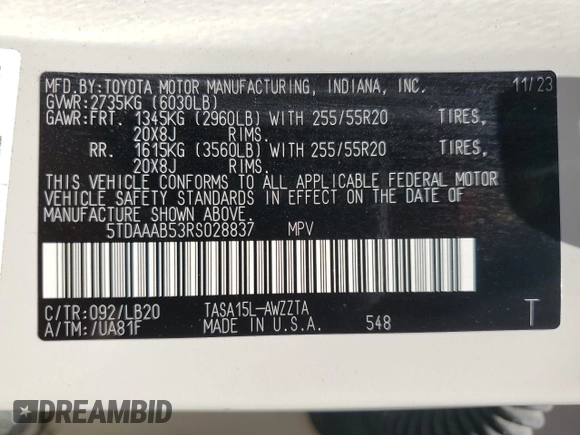 MFD.BY:TOYOTA MOTOR MANUFACTURING, INDIANA, INC. 11/23
GVWR:2735KG (6030LB)
GAWR:FRT. 1345KG (2960LB) WITH 255/55R20 TIRES,
20X8J RIMS.
RR. 1615KG (3560LB) WITH 255/55R20 TIRES,
20X8J RIMS.
THIS VEHICLE CONFORMS TO ALL APPLICABLE FEDERAL MOTOR
VEHICLE SAFETY STANDARDS IN EFFECT ON THE DATE OF
MANUFACTURE SHOWN ABOVE.
5TDAAAB53RS028837 MPV
C/TR:092/LB20 TASA15L-AWZZTA T
A/TM:/UA81F MADE IN U.S.A. 548
DREAMBID